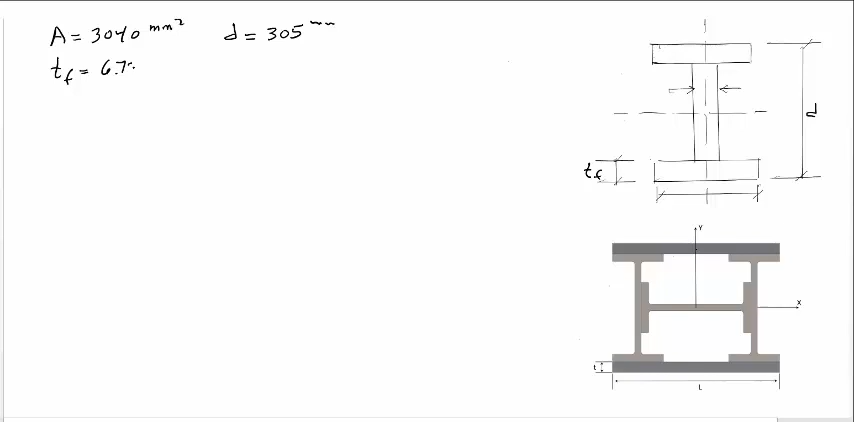 A = 3040 mm² d = 305 mm
t_f = 6.7
d
t_f
Y
X
t
L